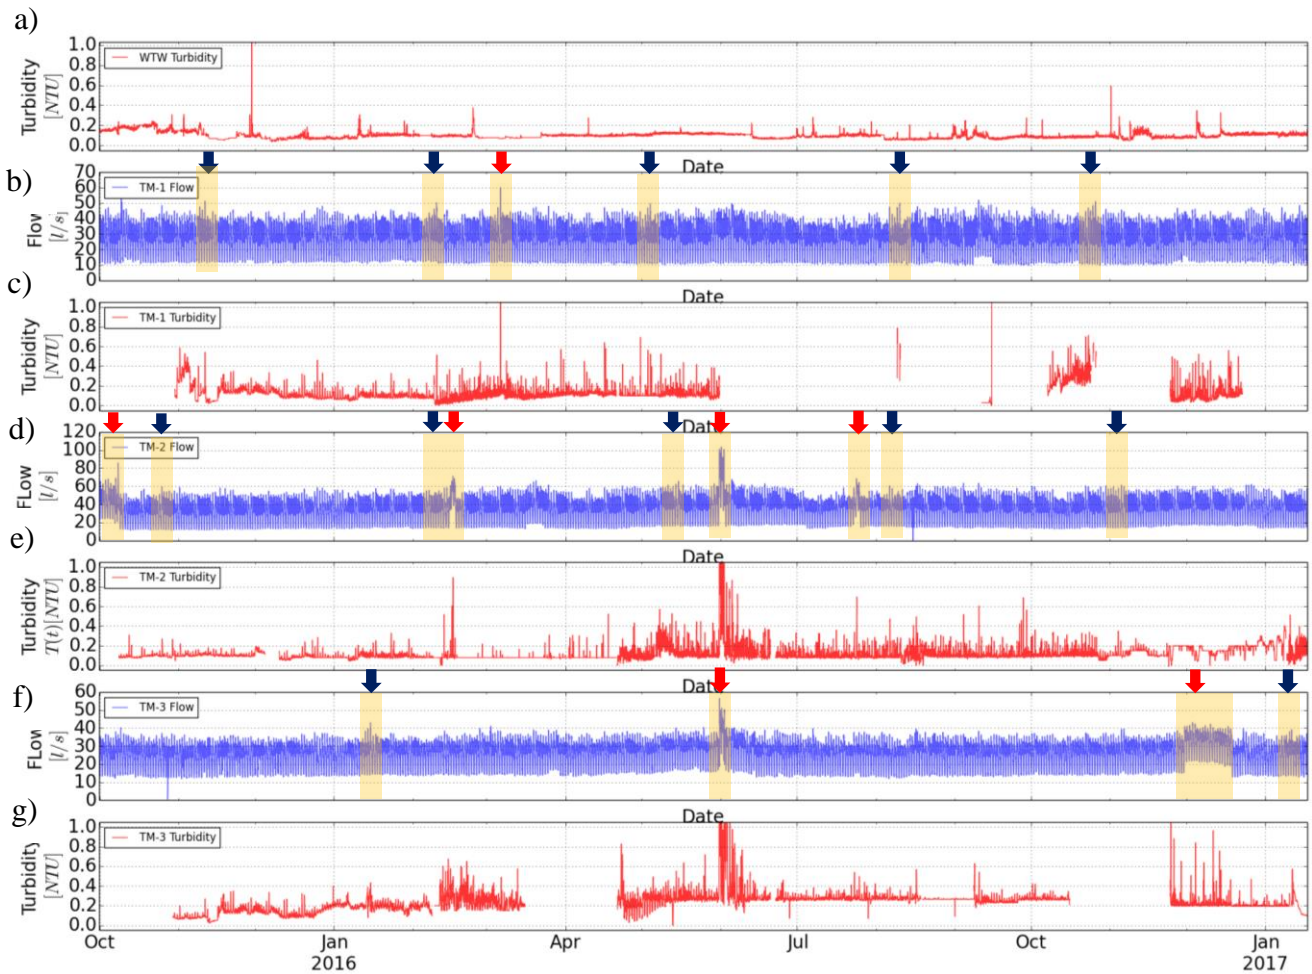 a)
Turbidity
[NTU]
1.0
0.8
0.6
0.4
0.2
0.0
WTW Turbidity
Date
b)
Flow
[l/s]
70
60
50
40
30
20
10
0
TM-1 Flow
Date
c)
Turbidity
[NTU]
1.0
0.8
0.6
0.4
0.2
0.0
TM-1 Turbidity
Date
d)
FLow
[l/s]
120
100
80
60
40
20
0
TM-2 Flow
Date
e)
Turbidity
T(t)[NTU]
1.0
0.8
0.6
0.4
0.2
0.0
TM-2 Turbidity
Date
f)
FLow
[l/s]
60
50
40
30
20
10
0
TM-3 Flow
Date
g)
Turbidity
[NTU]
1.0
0.8
0.6
0.4
0.2
0.0
TM-3 Turbidity
Oct Jan Apr Jul Oct Jan
2016 2017